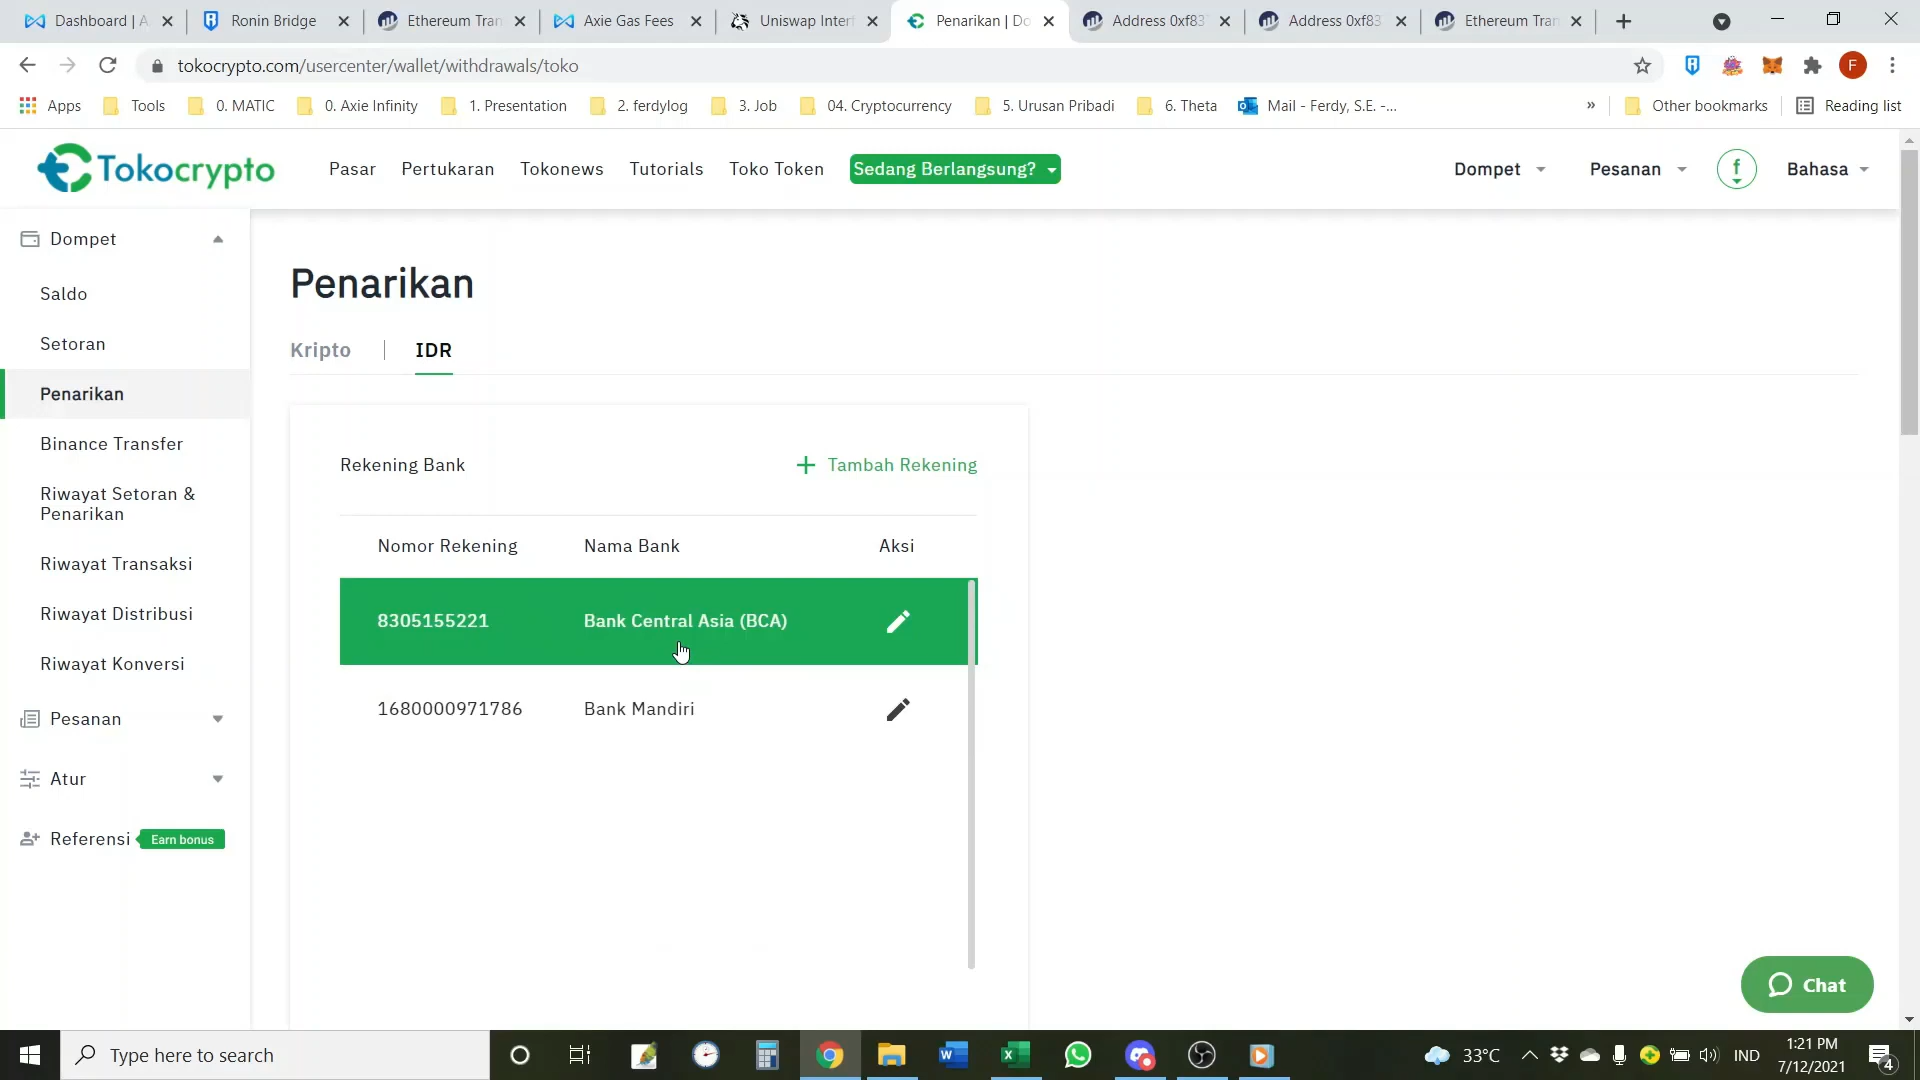 Dashboard | A
Ronin Bridge
Ethereum Tran
Axie Gas Fees
Uniswap Interf
Penarikan | Do
Address 0xf83
Address 0xf83
Ethereum Tran
tokocrypto.com/usercenter/wallet/withdrawals/toko
F
Apps
Tools
0. MATIC
0. Axie Infinity
1. Presentation
2. ferdylog
3. Job
04. Cryptocurrency
5. Urusan Pribadi
6. Theta
Mail - Ferdy, S.E. -...
»
Other bookmarks
Reading list
Tokocrypto
Pasar
Pertukaran
Tokonews
Tutorials
Toko Token
Sedang Berlangsung?
Dompet
Pesanan
f
Bahasa
Dompet
Saldo
Setoran
Penarikan
Binance Transfer
Riwayat Setoran &
Penarikan
Riwayat Transaksi
Riwayat Distribusi
Riwayat Konversi
Pesanan
Atur
Referensi
Earn bonus
Penarikan
Kripto | IDR
Rekening Bank
+ Tambah Rekening
Nomor Rekening Nama Bank Aksi
8305155221 Bank Central Asia (BCA)
1680000971786 Bank Mandiri
Chat
Type here to search
33°C
IND
1:21 PM
7/12/2021
4